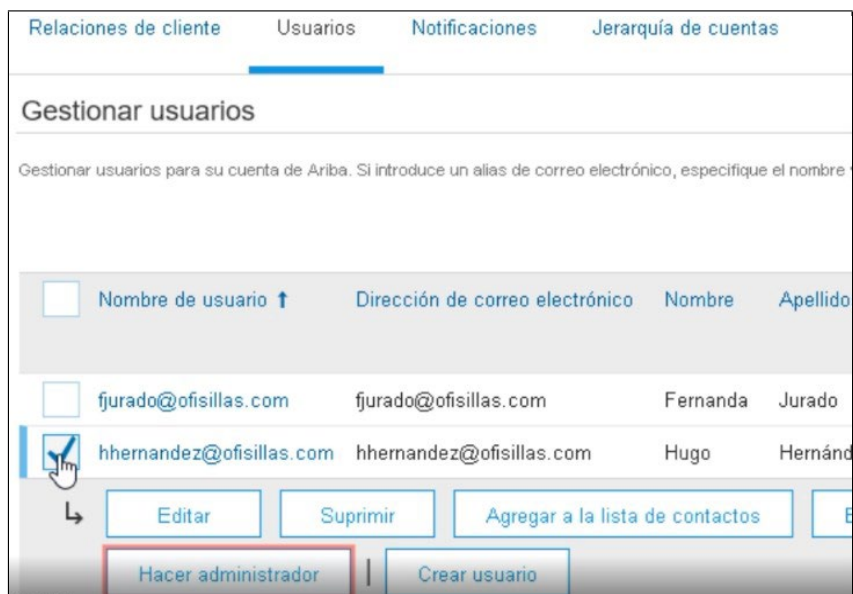 Relaciones de cliente Usuarios Notificaciones Jerarquía de cuentas
Gestionar usuarios
Gestionar usuarios para su cuenta de Ariba. Si introduce un alias de correo electrónico, especifique el nombre
Nombre de usuario ↑ Dirección de correo electrónico Nombre Apellido
fjurado@ofisillas.com fjurado@ofisillas.com Fernanda Jurado
hhernandez@ofisillas.com hhernandez@ofisillas.com Hugo Hernánd
Editar Suprimir Agregar a la lista de contactos
Hacer administrador | Crear usuario